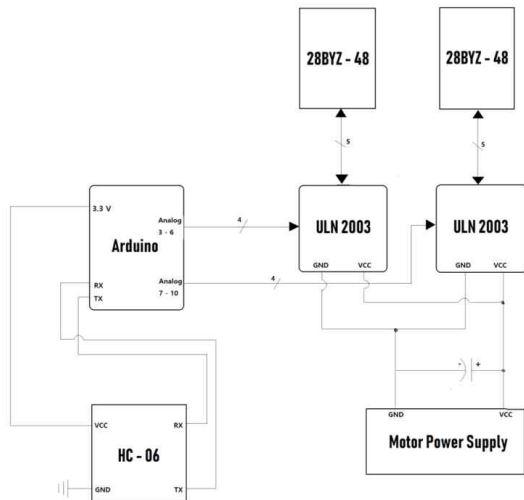 28BYZ - 48
28BYZ - 48
5
5
3.3 V
Analog
3 - 6
Arduino
RX
TX
Analog
7 - 10
4
4
ULN 2003
GND
VCC
ULN 2003
GND
VCC
- +
GND
VCC
Motor Power Supply
VCC
RX
HC - 06
GND
TX